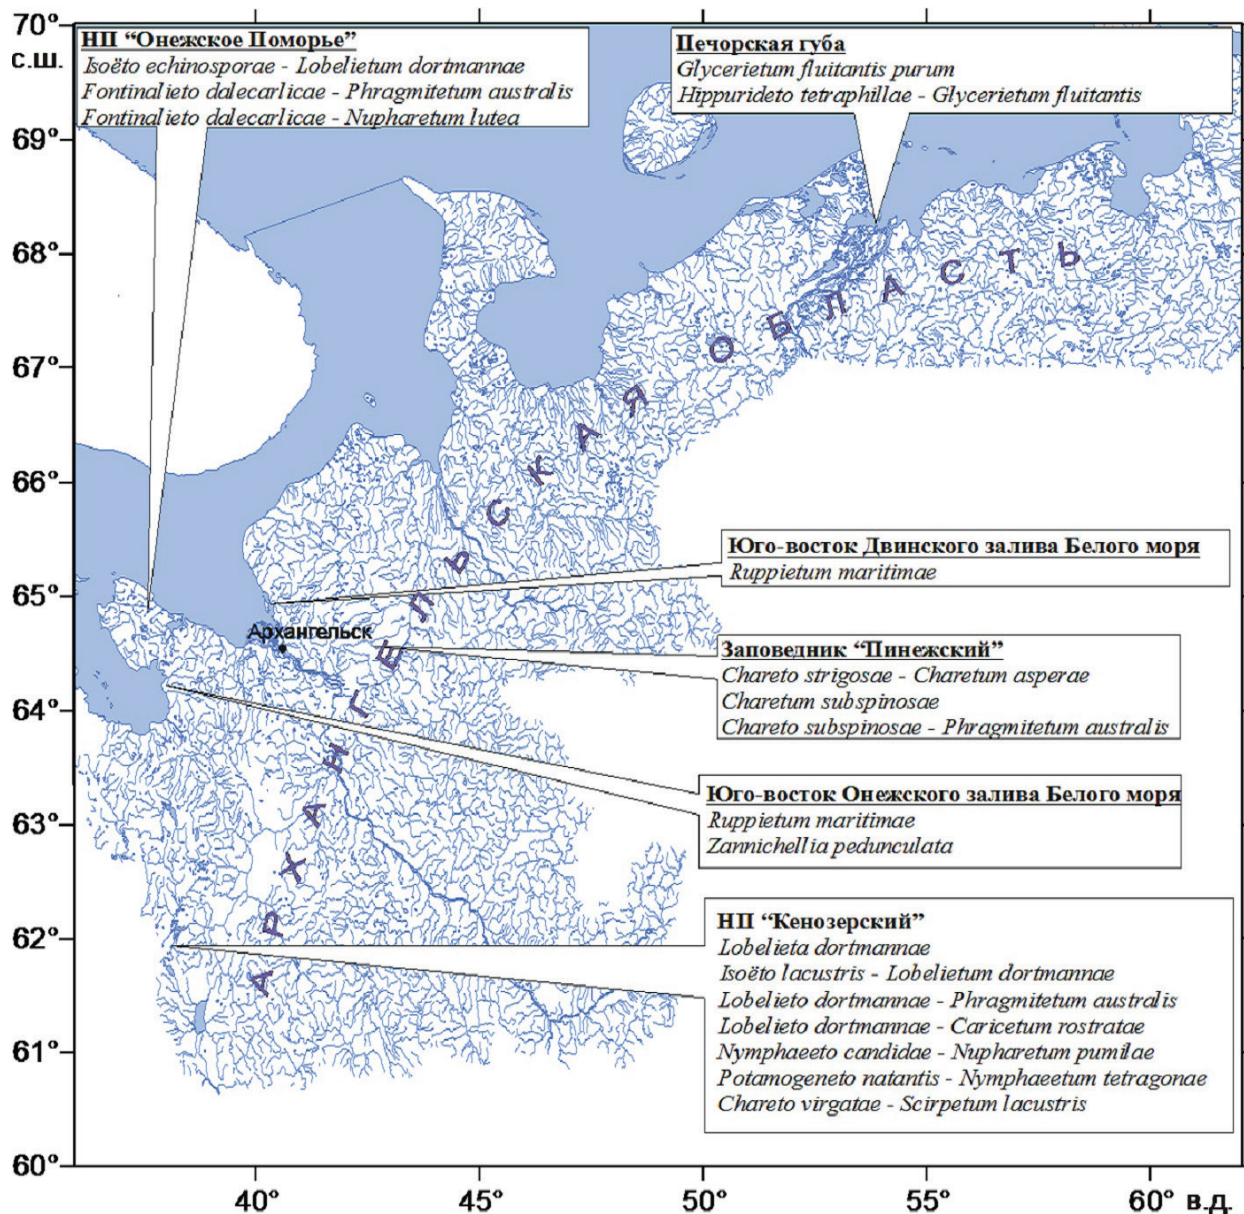 70°
с.ш.
69°
68°
67°
66°
65°
64°
63°
62°
61°
60°
НП “Онежское Поморье”
Isoëto echinosporae - Lobelietum dortmannae
Fontinalieto dalecarlicae - Phragmitetum australis
Fontinalieto dalecarlicae - Nupharetum lutea
Печорская губа
Glycerietum fluitantis purum
Hippurideto tetraphillae - Glycerietum fluitantis
АРХАНГЕЛЬСКАЯ ОБЛАСТЬ
Юго-восток Двинского залива Белого моря
Ruppietum maritimae
Архангельск
Заповедник “Пинежский”
Chareto strigosae - Charetum asperae
Charetum subspinosae
Chareto subspinosae - Phragmitetum australis
Юго-восток Онежского залива Белого моря
Ruppietum maritimae
Zannichellia pedunculata
НП “Кенозерский”
Lobelieta dortmannae
Isoëto lacustris - Lobelietum dortmannae
Lobelieto dortmannae - Phragmitetum australis
Lobelieto dortmannae - Caricetum rostratae
Nymphaeeto candidae - Nupharetum pumilae
Potamogeneto natantis - Nymphaeetum tetragonae
Chareto virgatae - Scirpetum lacustris
40° 45° 50° 55° 60° в.д.